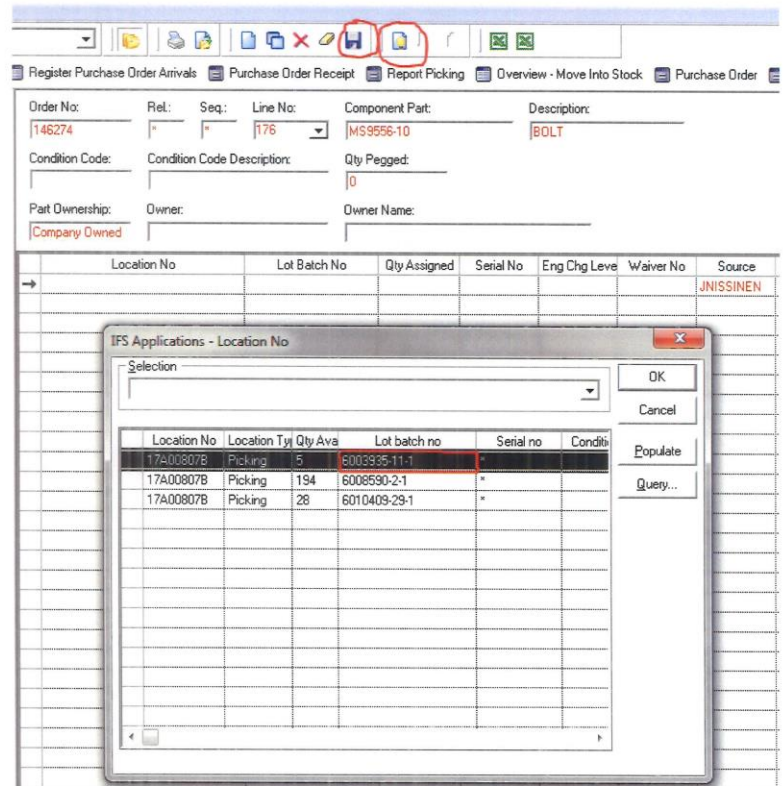 Register Purchase Order Arrivals Purchase Order Receipt Report Picking Overview - Move Into Stock Purchase Order
Order No: Rel.: Seq.: Line No: Component Part: Description:
146274 * * 176 MS9556-10 BOLT
Condition Code: Condition Code Description: Qty Pegged:
0
Part Ownership: Owner: Owner Name:
Company Owned
Location No Lot Batch No Qty Assigned Serial No Eng Chg Leve Waiver No Source
JNISSINEN
IFS Applications - Location No
Selection
OK
Cancel
Populate
Query...
Location No Location Ty Qty Ava Lot batch no Serial no Conditi
17A00807B Picking 5 6003935-11-1 *
17A00807B Picking 194 6008590-2-1 *
17A00807B Picking 28 6010409-29-1 *